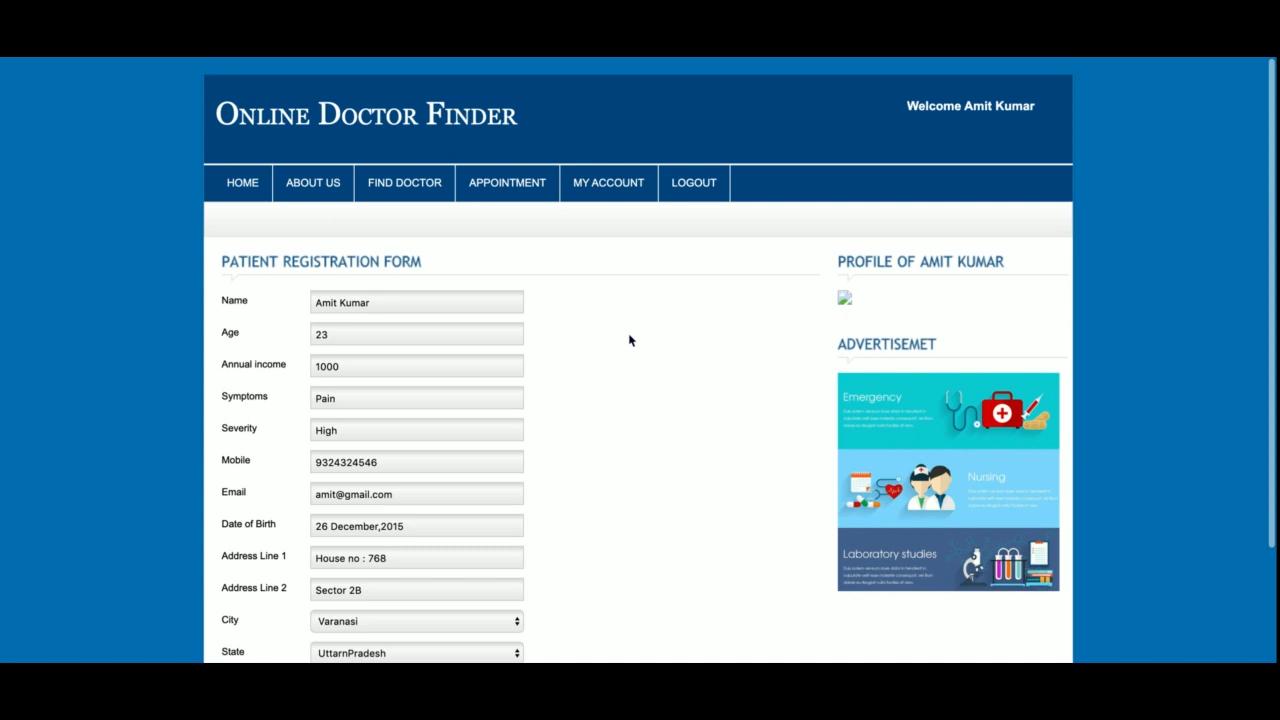 ONLINE DOCTOR FINDER
Welcome Amit Kumar
HOME ABOUT US FIND DOCTOR APPOINTMENT MY ACCOUNT LOGOUT
PATIENT REGISTRATION FORM
Name Amit Kumar
Age 23
Annual income 1000
Symptoms Pain
Severity High
Mobile 9324324546
Email amit@gmail.com
Date of Birth 26 December,2015
Address Line 1 House no : 768
Address Line 2 Sector 2B
City Varanasi
State UttarnPradesh
PROFILE OF AMIT KUMAR
ADVERTISEMET
Emergency
Nursing
Laboratory studies